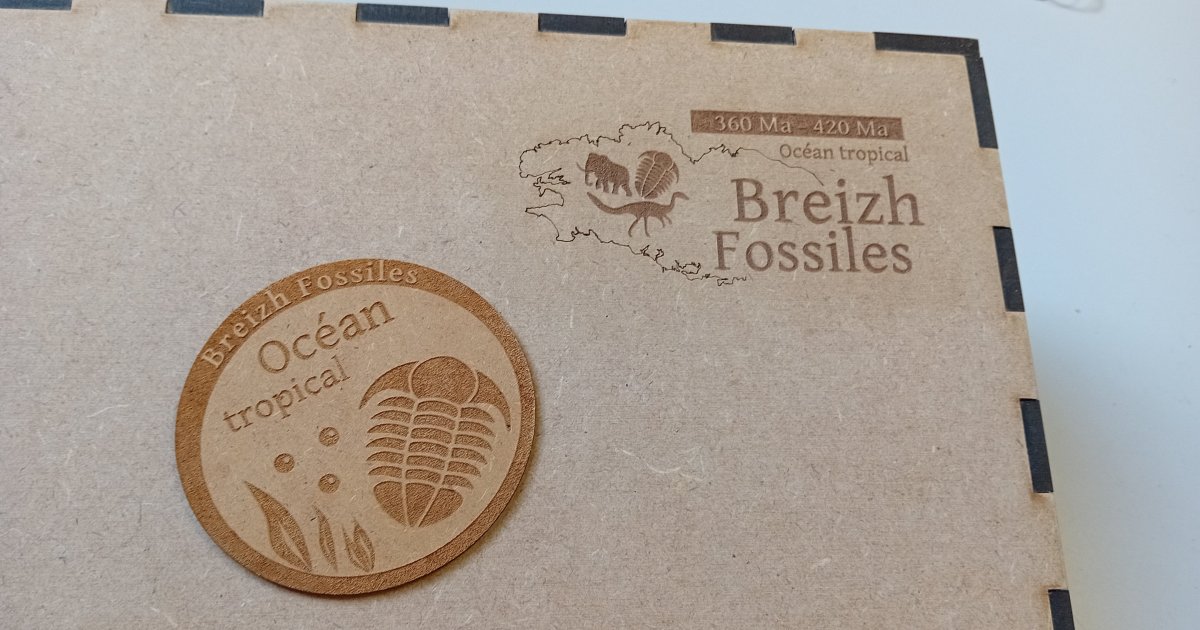 360 Ma - 420 Ma
Océan tropical
Breizh
Fossiles
Breizh Fossiles
Océan
tropical